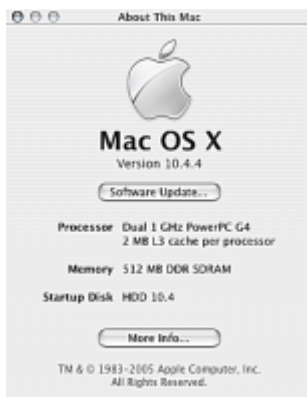 About This Mac
Mac OS X
Version 10.4.4
Software Update...
Processor Dual 1 GHz PowerPC G4
2 MB L3 cache per processor
Memory 512 MB DDR SDRAM
Startup Disk HDD 10.4
More Info...
TM & © 1983-2005 Apple Computer, Inc.
All Rights Reserved.